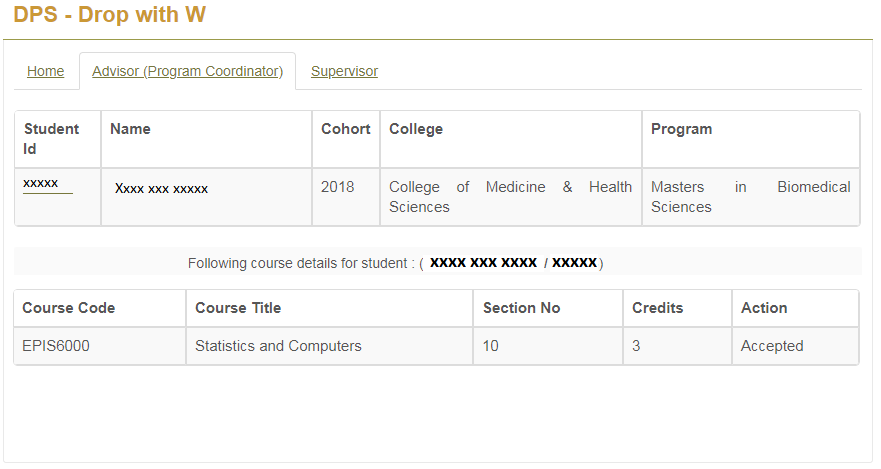 DPS - Drop with W
Home Advisor (Program Coordinator) Supervisor
Student Id Name Cohort College Program
xxxxx Xxxx xxx xxxxx 2018 College of Medicine & Health Sciences Masters in Biomedical Sciences
Following course details for student : ( xxxx xxx xxxx / xxxxx)
Course Code Course Title Section No Credits Action
EPIS6000 Statistics and Computers 10 3 Accepted